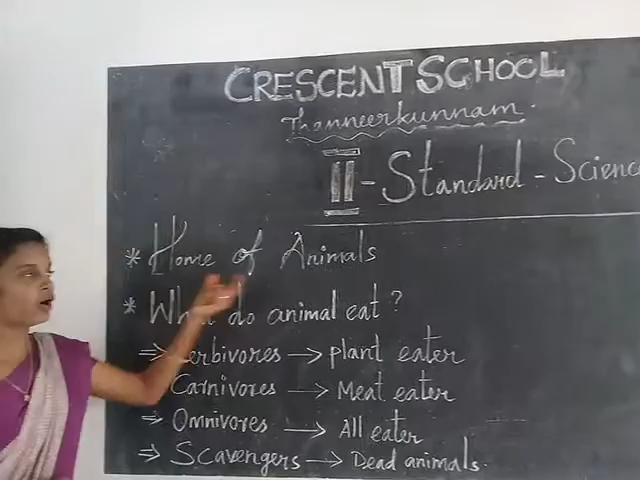 CRESCENT SCHOOL
Thanneerkunnam.
II - Standard - Science
* Home of Animals
* What do animal eat ?
⇒ Herbivores → plant eater
Carnivores → Meat eater
⇒ Omnivores → All eater
⇒ Scavengers → Dead animals.